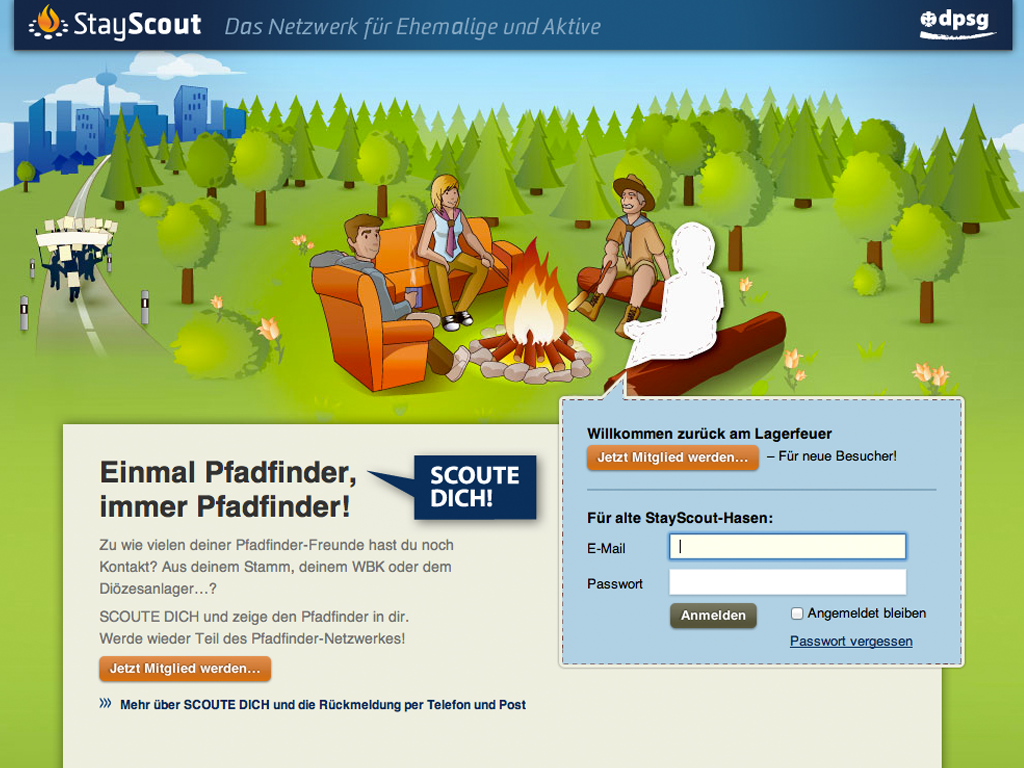 StayScout
Das Netzwerk für Ehemalige und Aktive
dpsg
Willkommen zurück am Lagerfeuer
Jetzt Mitglied werden... – Für neue Besucher!
Für alte StayScout-Hasen:
E-Mail
Passwort
Anmelden
Angemeldet bleiben
Passwort vergessen
Einmal Pfadfinder,
immer Pfadfinder!
SCOUTE
DICH!
Zu wie vielen deiner Pfadfinder-Freunde hast du noch
Kontakt? Aus deinem Stamm, deinem WBK oder dem
Diözesanlager...?
SCOUTE DICH und zeige den Pfadfinder in dir.
Werde wieder Teil des Pfadfinder-Netzwerkes!
Jetzt Mitglied werden...
Mehr über SCOUTE DICH und die Rückmeldung per Telefon und Post